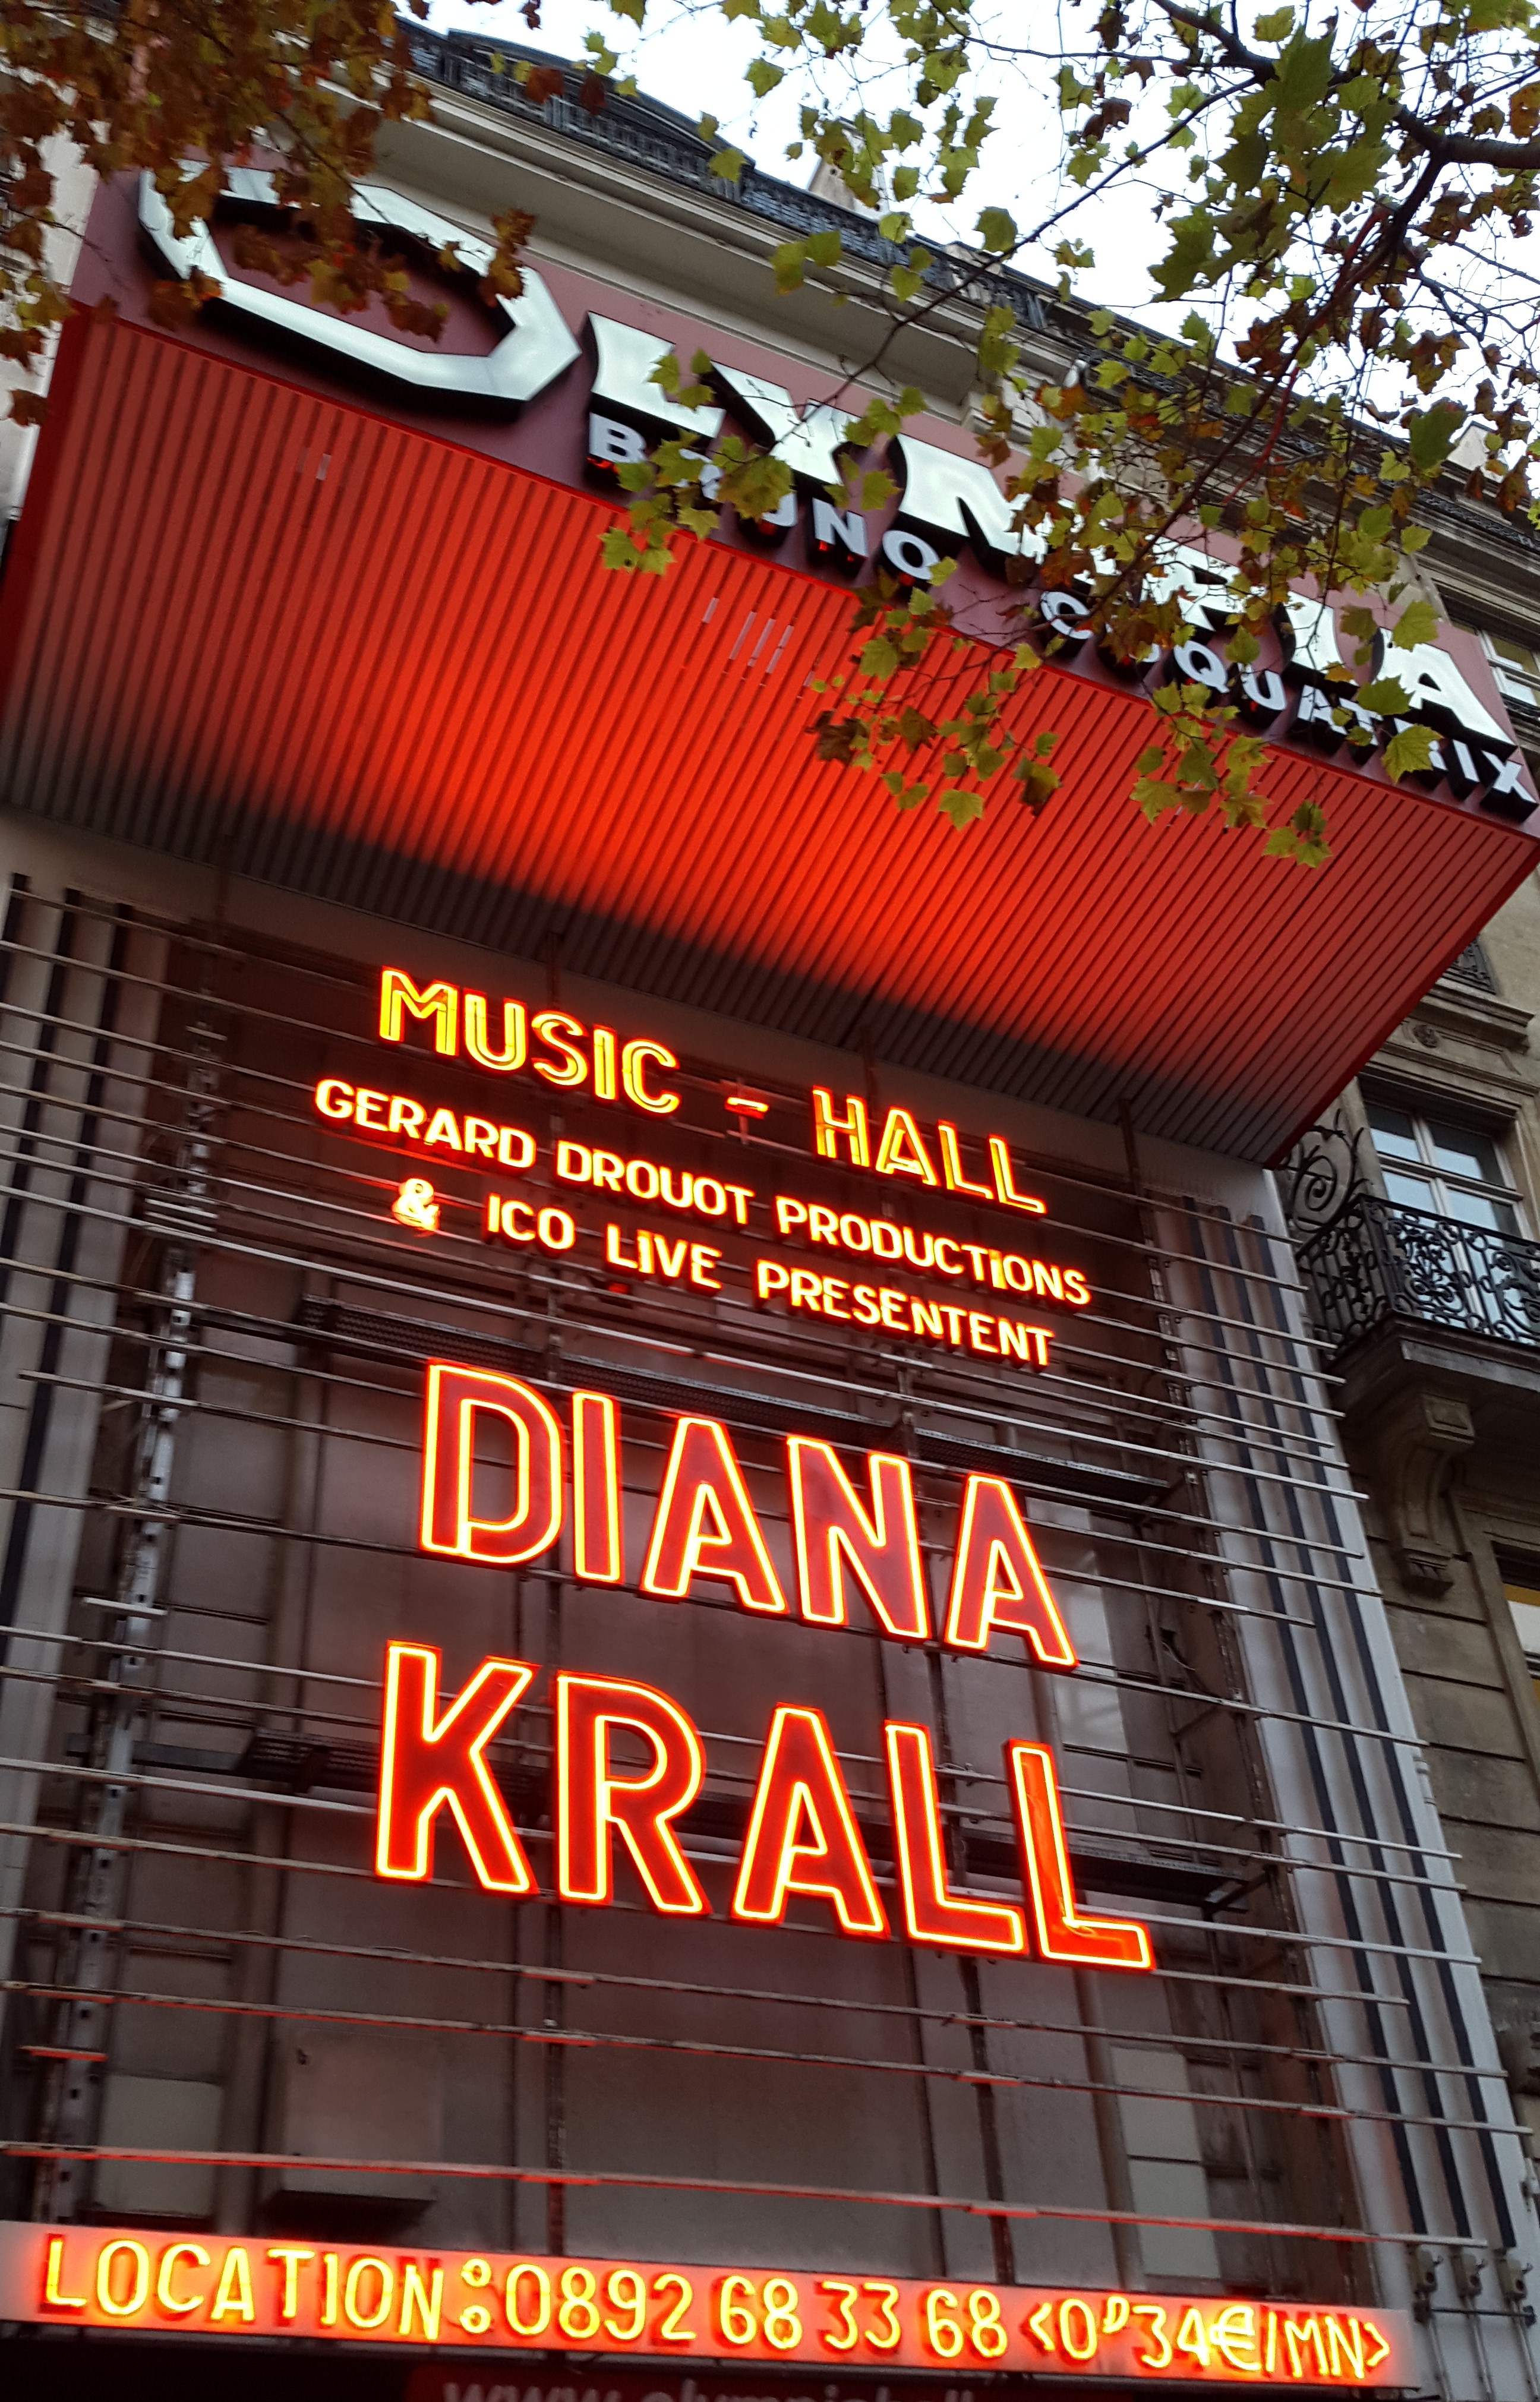 OLYMPIA
BRUNO COQUATRIX
MUSIC - HALL
GERARD DROUOT PRODUCTIONS
& ICO LIVE PRESENTENT
DIANA
KRALL
LOCATION:0892 68 33 68 <0"34€/MN>